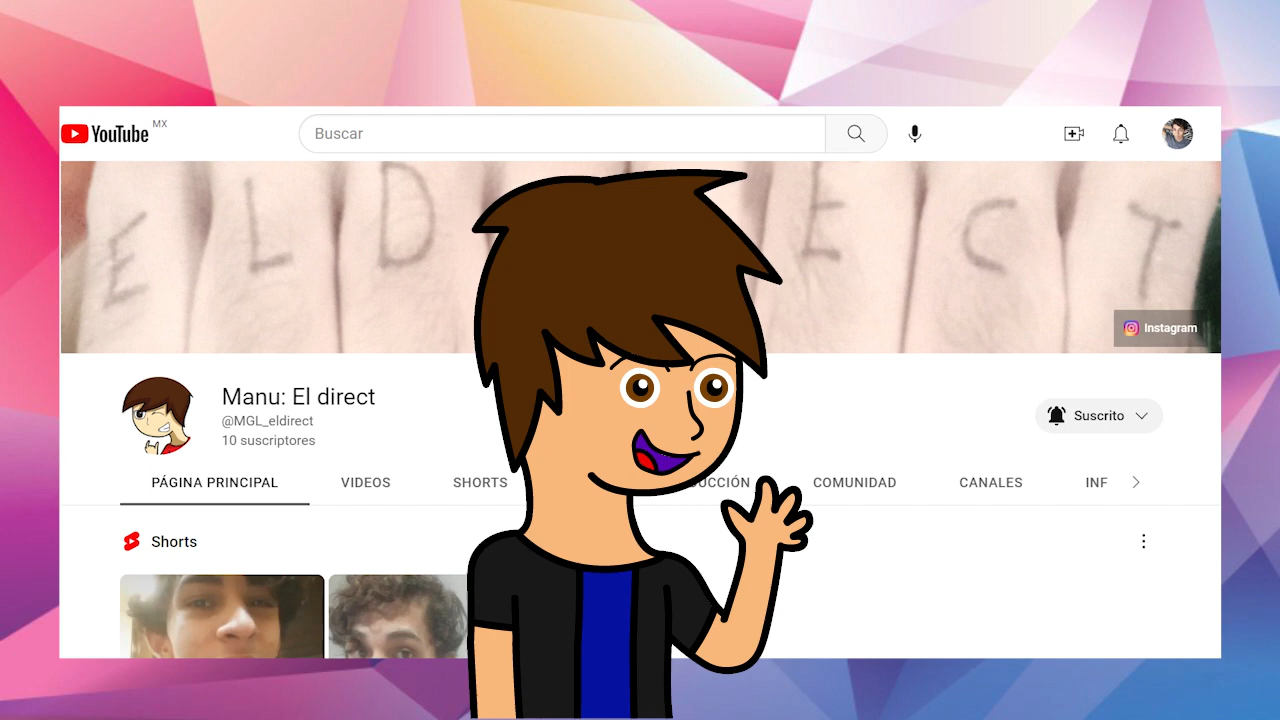 YouTube MX
Buscar
E L D E C T
Instagram
Manu: El direct
@MGL_eldirect
10 suscriptores
Suscrito
PÁGINA PRINCIPAL VIDEOS SHORTS UCCIÓN COMUNIDAD CANALES INF
Shorts